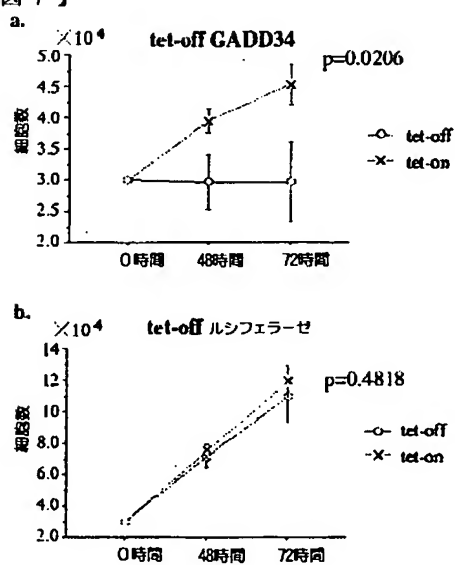 図 7 】
a.
×10⁴ tet-off GADD34
p=0.0206
5.0
4.5
4.0
3.5
3.0
2.5
2.0
細胞数
0時間 48時間 72時間
-o- tet-off
-×- tet-on
b.
×10⁴ tet-off ルシフェラーゼ
p=0.4818
14
12
10
8.0
6.0
4.0
2.0
細胞数
0時間 48時間 72時間
-o- tet-off
-×- tet-on